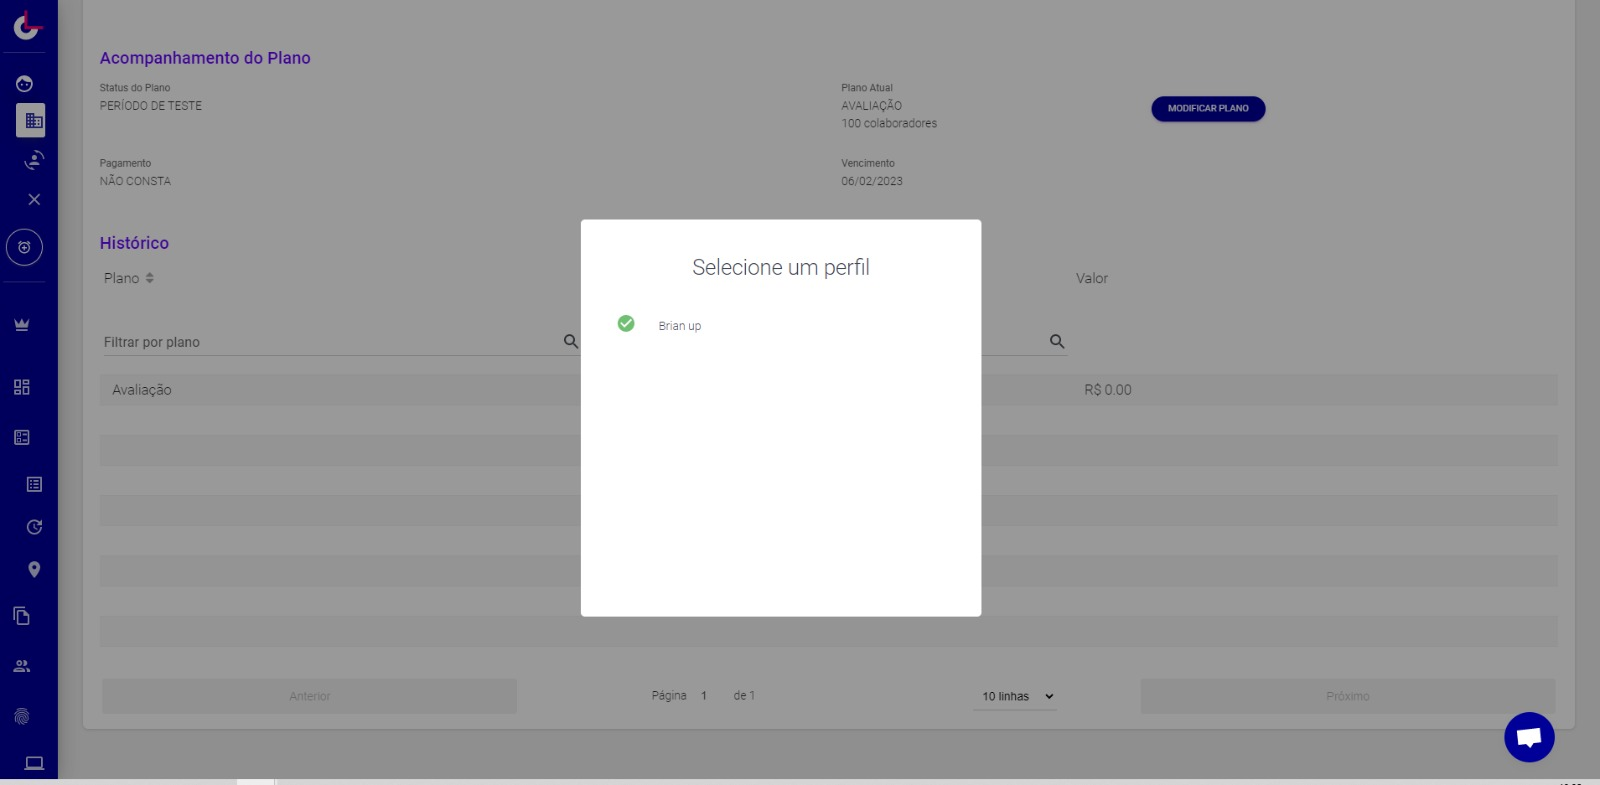 Acompanhamento do Plano
Status do Plano
PERÍODO DE TESTE
Plano Atual
AVALIAÇÃO
100 colaboradores
MODIFICAR PLANO
Pagamento
NÃO CONSTA
Vencimento
06/02/2023
Histórico
Plano
Valor
Filtrar por plano
Avaliação
R$ 0.00
Selecione um perfil
Brian up
Anterior
Página 1 de 1
10 linhas
Próximo